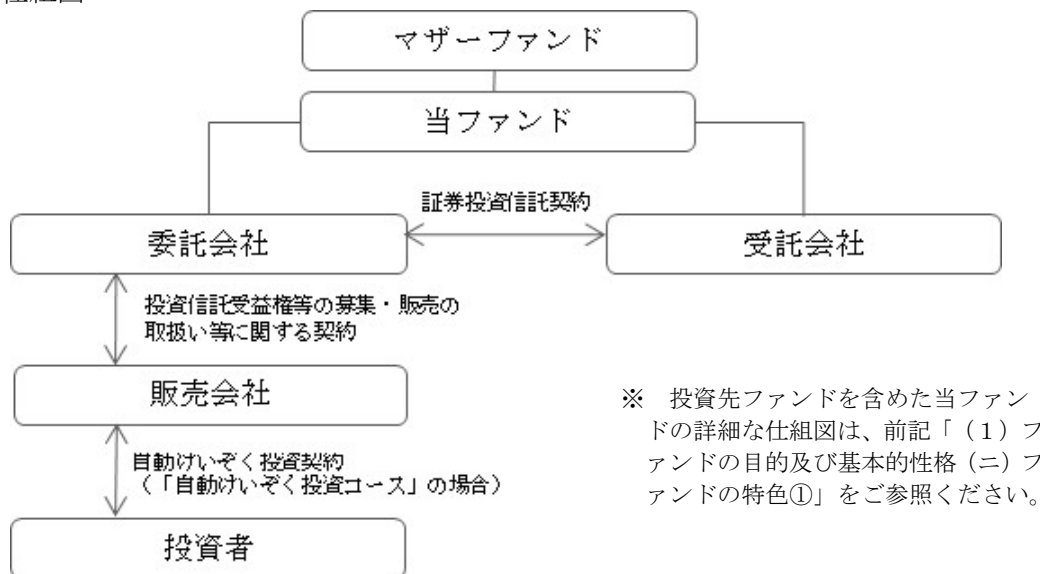 マザーファンド
当ファンド
証券投資信託契約
委託会社
受託会社
投資信託受益権等の募集・販売の
取扱い等に関する契約
販売会社
※ 投資先ファンドを含めた当ファン
ドの詳細な仕組図は、前記「(1)フ
ァンドの目的及び基本的性格(ニ)フ
ァンドの特色①」をご参照ください。
自動けいぞく投資契約
(「自動けいぞく投資コース」の場合)
投資者